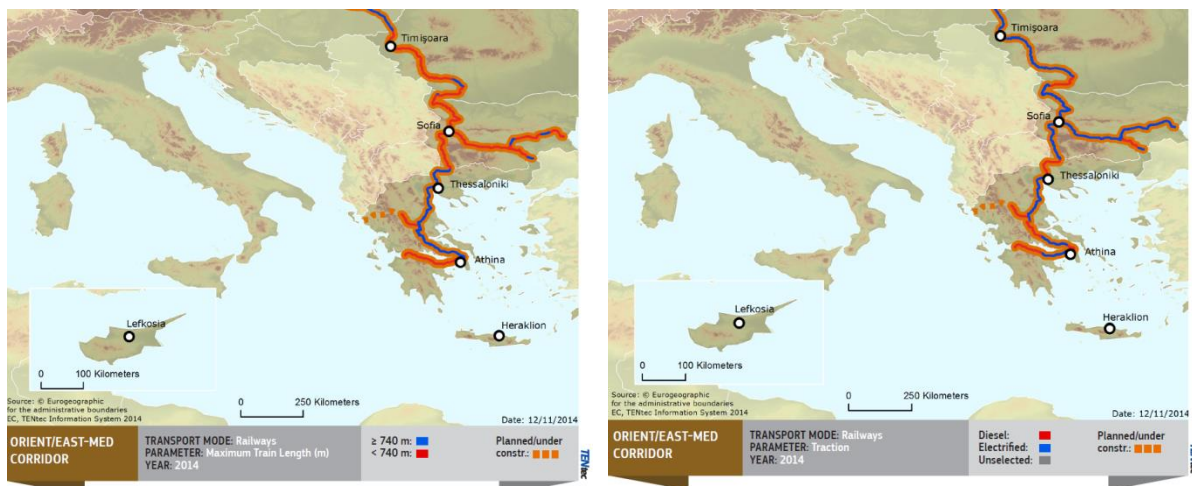 Timişoara
Sofia
Thessaloniki
Athina
Lefkosia
Heraklion
0 100 Kilometers
0 250 Kilometers
Source: © Eurogeographic
for the administrative boundaries
EC, TENtec Information System 2014
Date: 12/11/2014
ORIENT/EAST-MED
CORRIDOR
TRANSPORT MODE: Railways
PARAMETER: Maximum Train Length (m)
YEAR: 2014
≥ 740 m:
< 740 m:
Planned/under
constr.:
TENtec
Timişoara
Sofia
Thessaloniki
Athina
Lefkosia
Heraklion
0 100 Kilometers
0 250 Kilometers
Source: © Eurogeographic
for the administrative boundaries
EC, TENtec Information System 2014
Date: 12/11/2014
ORIENT/EAST-MED
CORRIDOR
TRANSPORT MODE: Railways
PARAMETER: Traction
YEAR: 2014
Diesel:
Electrified:
Unselected:
Planned/under
constr.:
TENtec